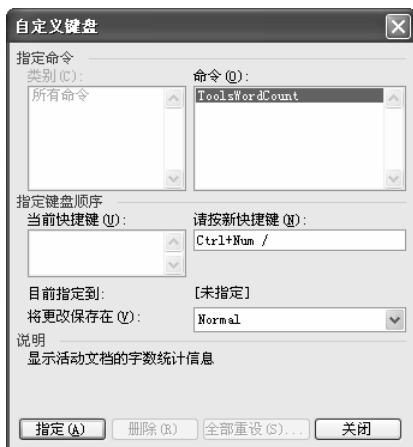 自定义键盘
指定命令
类别(C):
命令(O):
所有命令
ToolsWordCount
指定键盘顺序
当前快捷键(U):
请按新快捷键(N):
Ctrl+Num /
目前指定到:
[未指定]
将更改保存在(V):
Normal
说明
显示活动文档的字数统计信息
指定(A)
删除(R)
全部重设(S)...
关闭